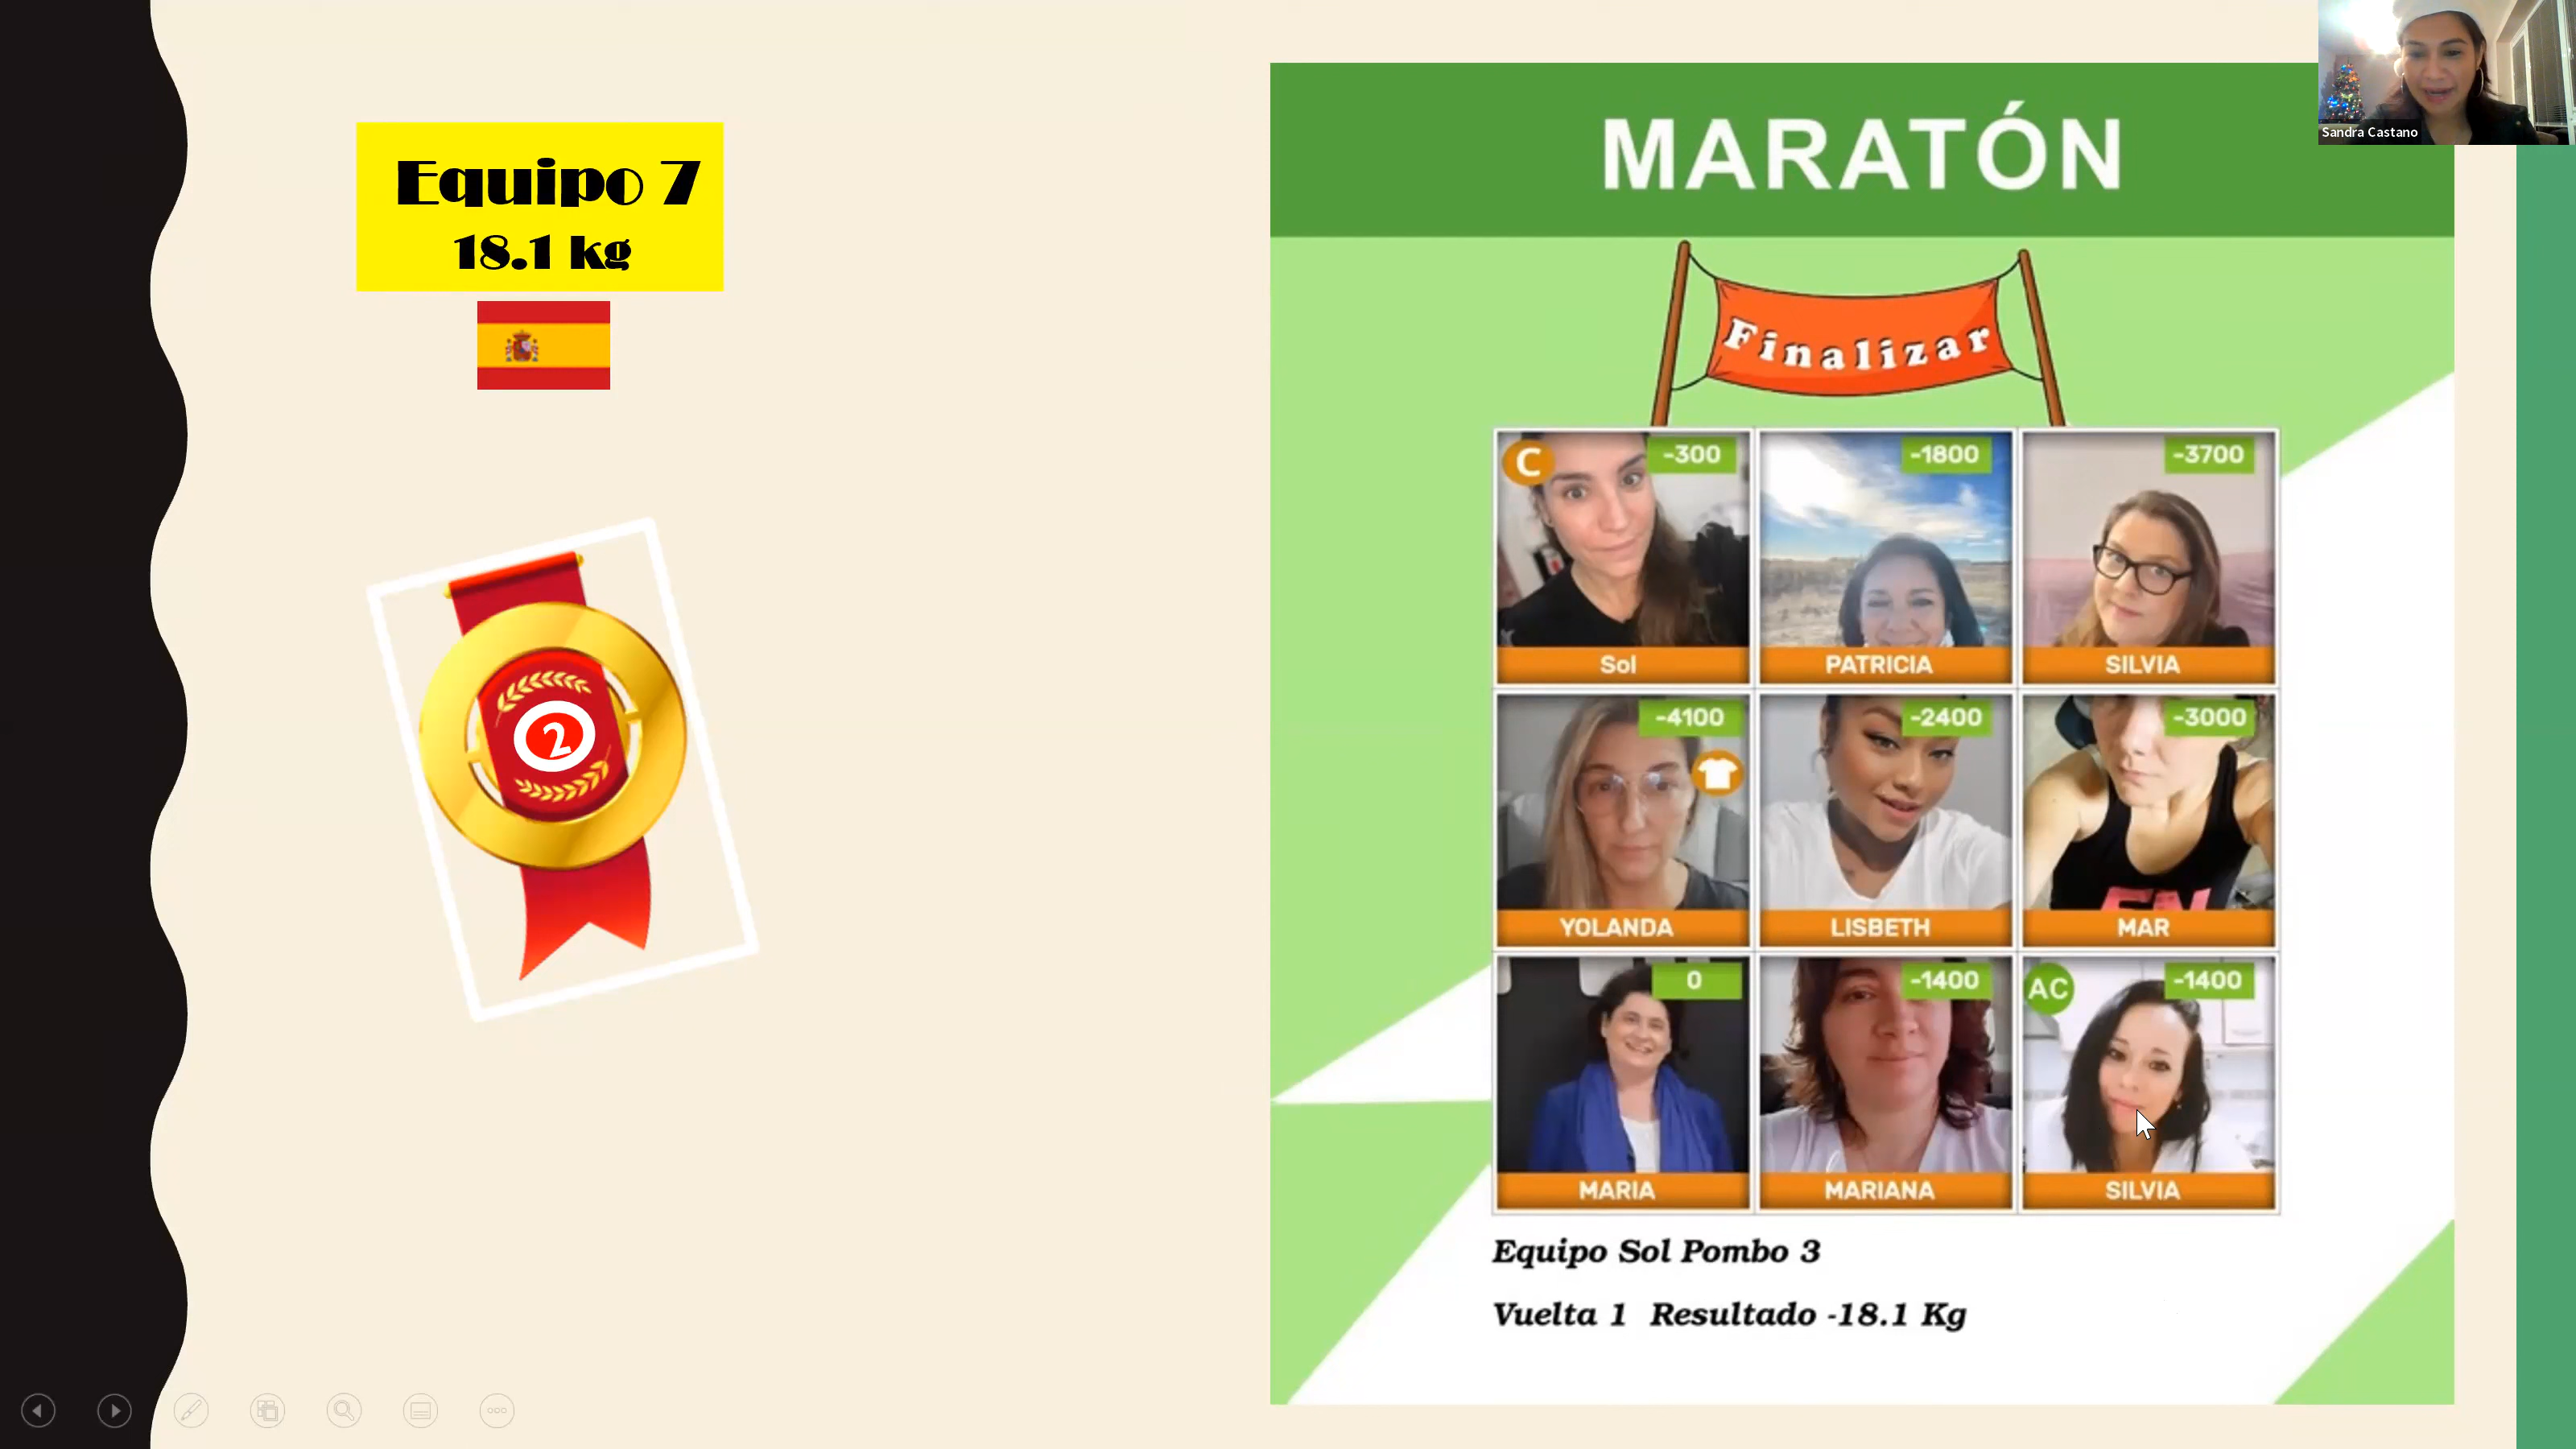 Equipo 7
18.1 kg
2
MARATÓN
Sandra Castano
Finalizar
C
-300
-1800
-3700
Sol
PATRICIA
SILVIA
-4100
-2400
-3000
YOLANDA
LISBETH
MAR
0
-1400
AC
-1400
MARIA
MARIANA
SILVIA
Equipo Sol Pombo 3
Vuelta 1 Resultado -18.1 Kg